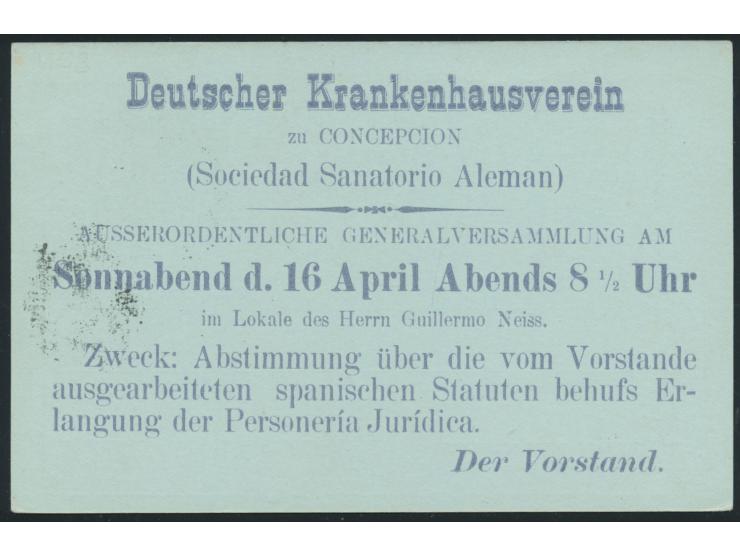 Deutscher Krankenhausverein
zu CONCEPCION
(Sociedad Sanatorio Aleman)
AUSSERORDENTLICHE GENERALVERSAMMLUNG AM
Sonnabend d. 16 April Abends 8 1/2 Uhr
im Lokale des Herrn Guillermo Neiss.
Zweck: Abstimmung über die vom Vorstande
ausgearbeiteten spanischen Statuten behufs Er-
langung der Personería Jurídica.
Der Vorstand.